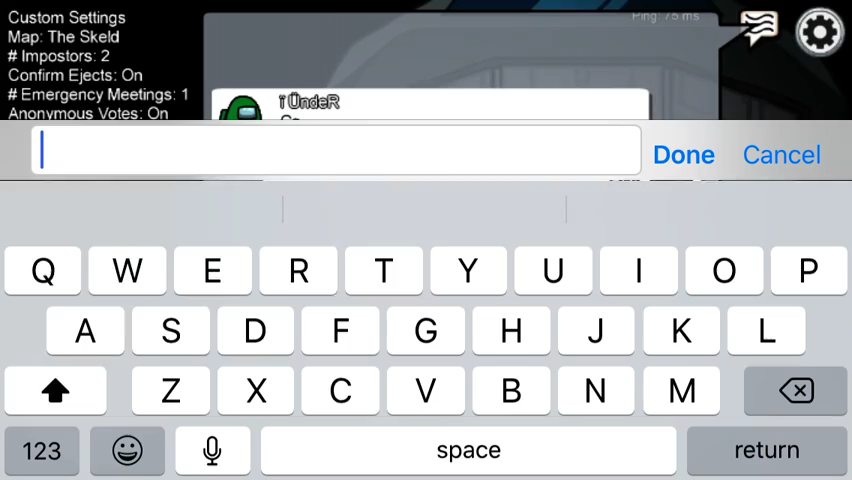 Custom Settings
Map: The Skeld
# Impostors: 2
Confirm Ejects: On
# Emergency Meetings: 1
Anonymous Votes: On
Ping: 75 ms
ï ÜndeR
Done
Cancel
Q W E R T Y U I O P
A S D F G H J K L
Z X C V B N M
123
space
return